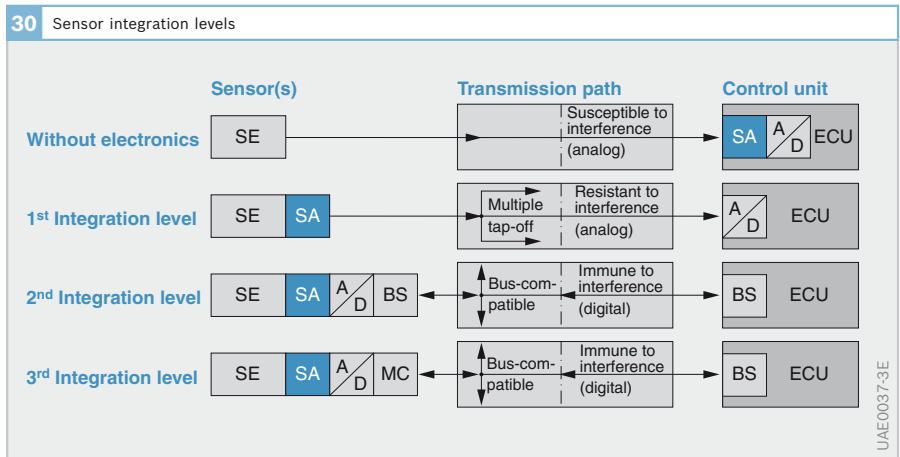 30 Sensor integration levels
Sensor(s) Transmission path Control unit
Without electronics SE Susceptible to interference (analog) SA A D ECU
1st Integration level SE SA Multiple tap-off Resistant to interference (analog) A D ECU
2nd Integration level SE SA A D BS Bus-com-patible Immune to interference (digital) BS ECU
3rd Integration level SE SA A D MC Bus-com-patible Immune to interference (digital) BS ECU
UAE0037-3E